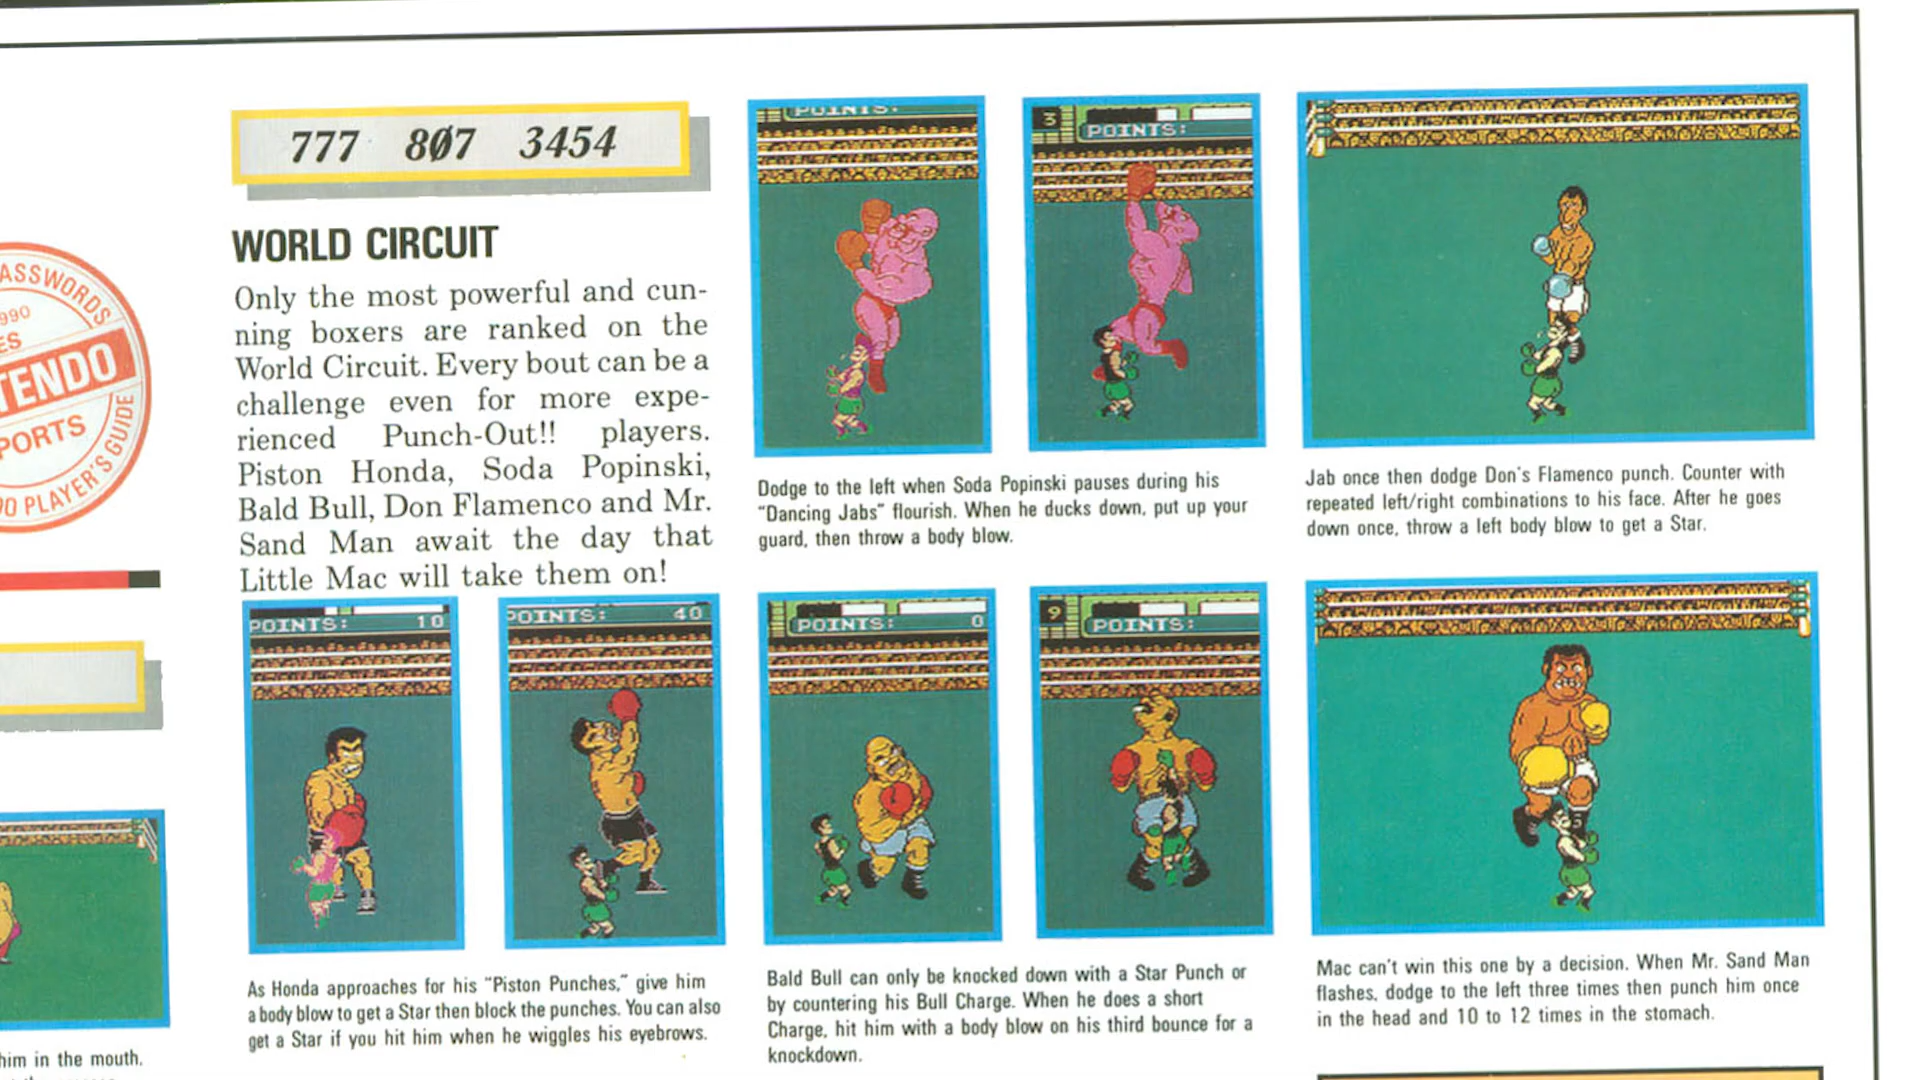 777 807 3454
WORLD CIRCUIT
Only the most powerful and cun-
ning boxers are ranked on the
World Circuit. Every bout can be a
challenge even for more expe-
rienced Punch-Out!! players.
Piston Honda, Soda Popinski,
Bald Bull, Don Flamenco and Mr.
Sand Man await the day that
Little Mac will take them on!
POINTS: 10
POINTS: 40
As Honda approaches for his "Piston Punches," give him
a body blow to get a Star then block the punches. You can also
get a Star if you hit him when he wiggles his eyebrows.
POINTS:
3
POINTS:
Dodge to the left when Soda Popinski pauses during his
"Dancing Jabs" flourish. When he ducks down, put up your
guard, then throw a body blow.
POINTS: 0
9
POINTS:
Bald Bull can only be knocked down with a Star Punch or
by countering his Bull Charge. When he does a short
Charge, hit him with a body blow on his third bounce for a
knockdown.
Jab once then dodge Don's Flamenco punch. Counter with
repeated left/right combinations to his face. After he goes
down once, throw a left body blow to get a Star.
Mac can't win this one by a decision. When Mr. Sand Man
flashes, dodge to the left three times then punch him once
in the head and 10 to 12 times in the stomach.
ASSWORDS
990
ES
TENDO
PORTS
DO PLAYER'S GUIDE
him in the mouth.